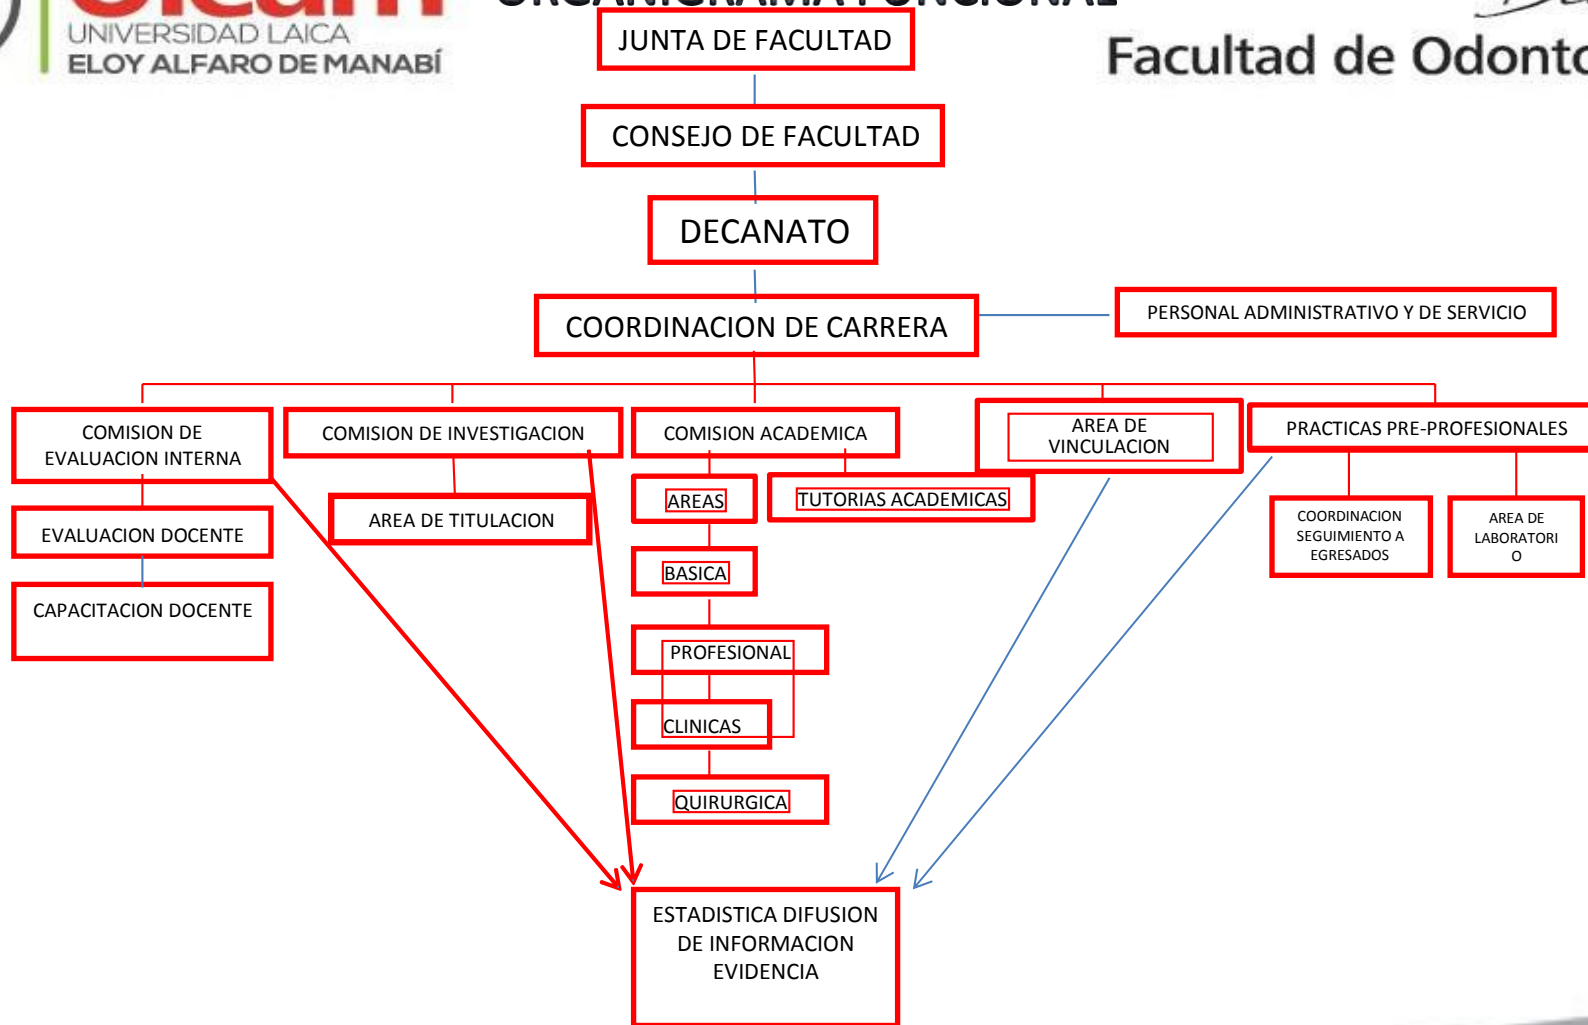 ORGANIGRAMA FUNCIONAL
UNIVERSIDAD LAICA
ELOY ALFARO DE MANABÍ
Facultad de Odonto
JUNTA DE FACULTAD
CONSEJO DE FACULTAD
DECANATO
COORDINACION DE CARRERA
PERSONAL ADMINISTRATIVO Y DE SERVICIO
COMISION DE
EVALUACION INTERNA
COMISION DE INVESTIGACION
COMISION ACADEMICA
AREA DE
VINCULACION
PRACTICAS PRE-PROFESIONALES
EVALUACION DOCENTE
CAPACITACION DOCENTE
AREA DE TITULACION
AREAS
TUTORIAS ACADEMICAS
BASICA
PROFESIONAL
CLINICAS
QUIRURGICA
COORDINACION
SEGUIMIENTO A
EGRESADOS
AREA DE
LABORATORI
O
ESTADISTICA DIFUSION
DE INFORMACION
EVIDENCIA